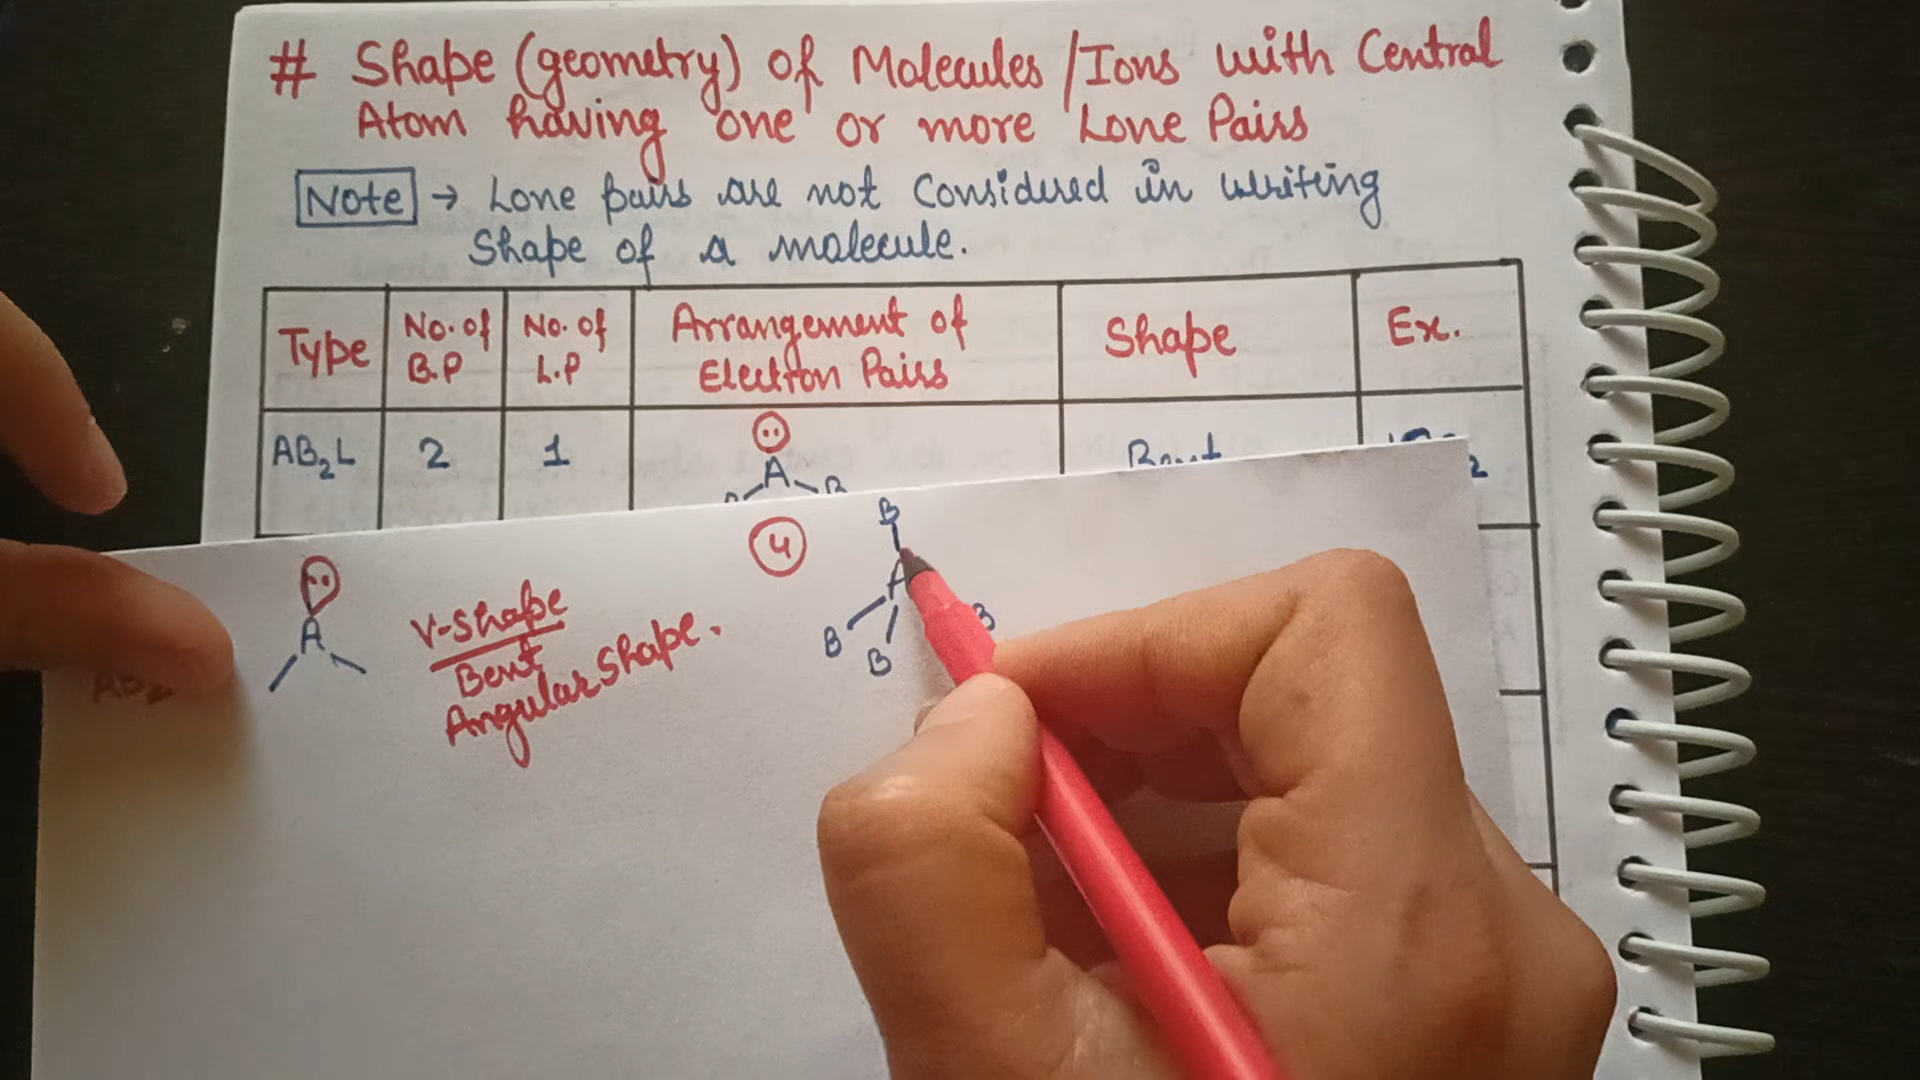 # Shape (geometry) of Molecules / Ions with Central
Atom having one or more Lone Pairs
Note → Lone pairs are not Considered in writing
Shape of a molecule.
Type No. of B.P No. of L.P Arrangement of Electron Pairs Shape Ex.
AB₂L 2 1 A B B Bent 2
A
V-Shape
Bent
Angular Shape.
4
B
A
B B B